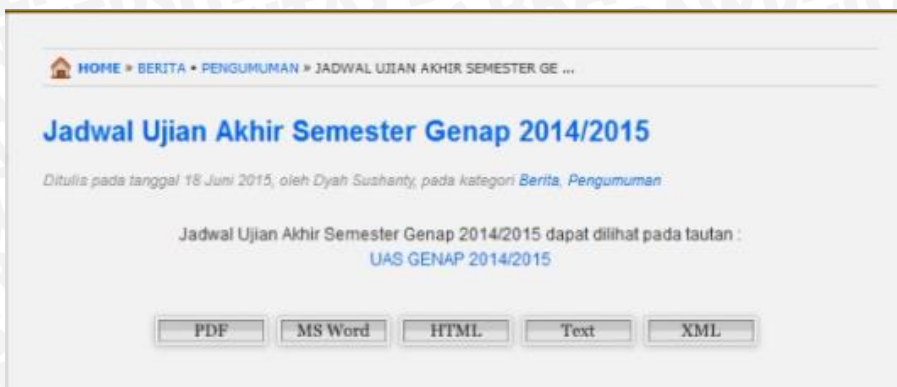 HOME » BERITA • PENGUMUMAN » JADWAL UJIAN AKHIR SEMESTER GE ...
Jadwal Ujian Akhir Semester Genap 2014/2015
Ditulis pada tanggal 18 Juni 2015, oleh Dyah Sushanty, pada kategori Berita, Pengumuman
Jadwal Ujian Akhir Semester Genap 2014/2015 dapat dilihat pada tautan :
UAS GENAP 2014/2015
PDF MS Word HTML Text XML